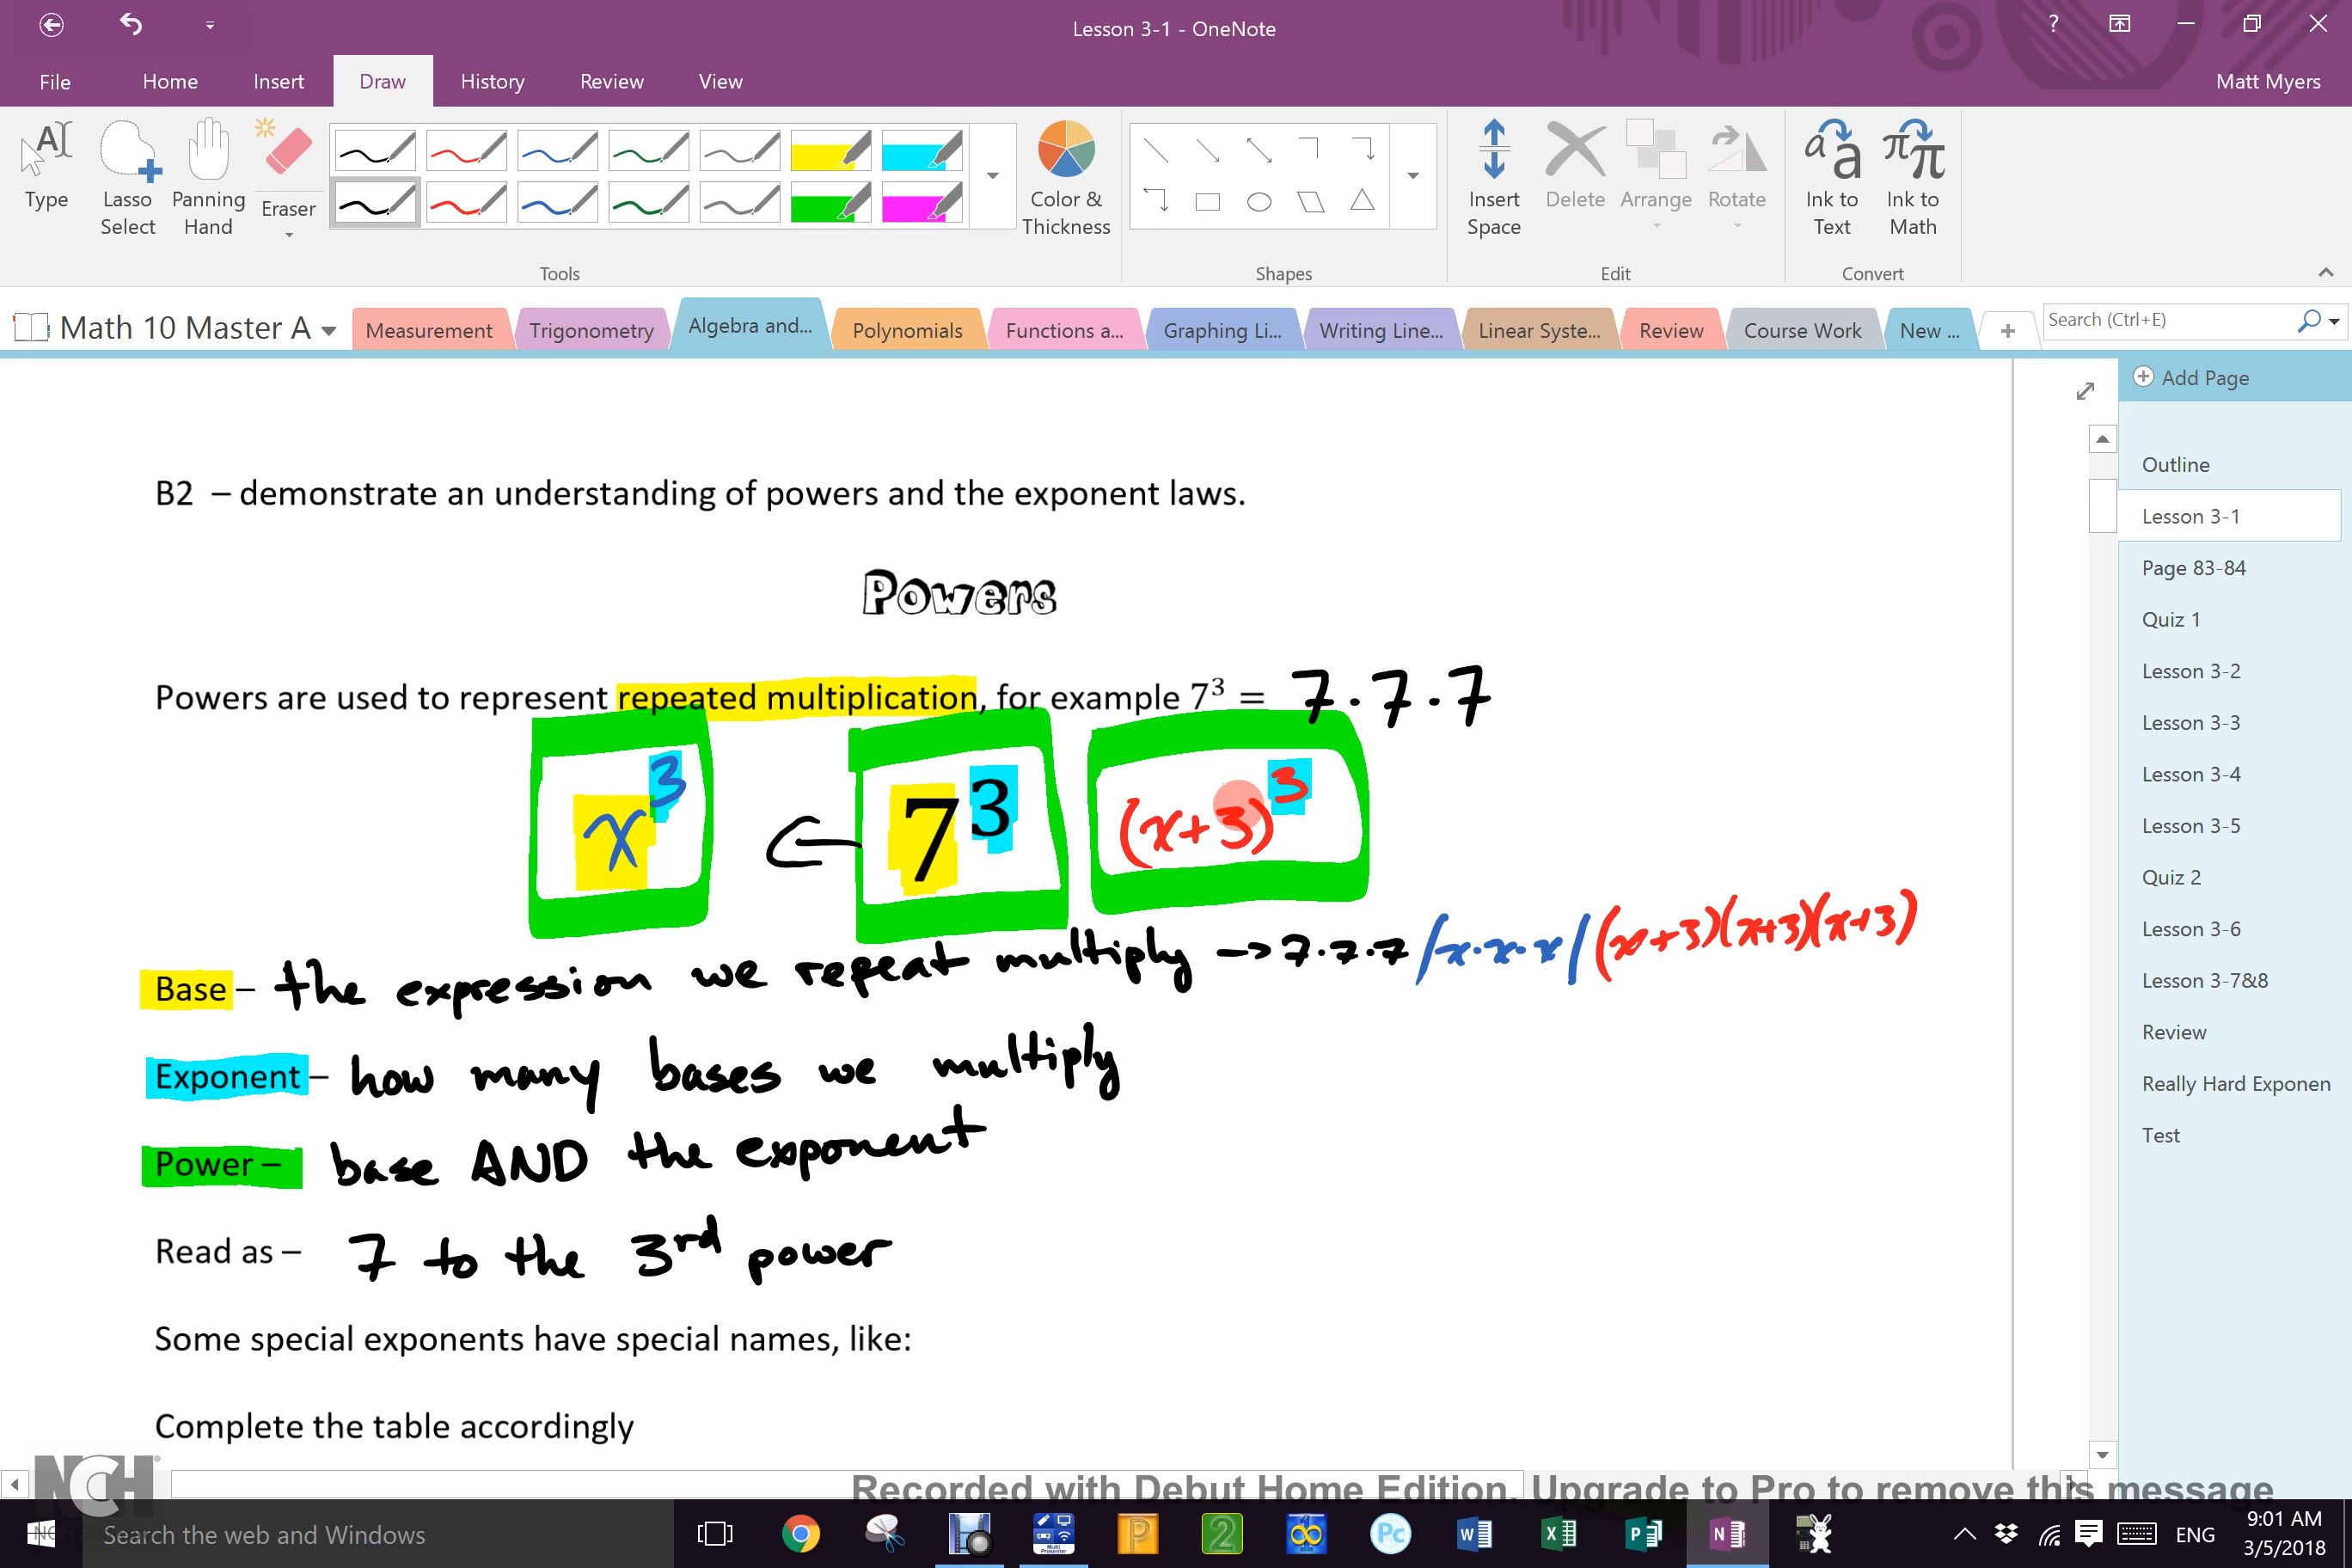 Lesson 3-1 - OneNote
?
File Home Insert Draw History Review View Matt Myers
Type
Lasso Select
Panning Hand
Eraser
Color & Thickness
Insert Space
Delete
Arrange
Rotate
Ink to Text
Ink to Math
Tools Shapes Edit Convert
Math 10 Master A Measurement Trigonometry Algebra and... Polynomials Functions a... Graphing Li... Writing Line... Linear Syste... Review Course Work New ... + Search (Ctrl+E)
Add Page
Outline
Lesson 3-1
Page 83-84
Quiz 1
Lesson 3-2
Lesson 3-3
Lesson 3-4
Lesson 3-5
Quiz 2
Lesson 3-6
Lesson 3-7&8
Review
Really Hard Exponen
Test
B2 – demonstrate an understanding of powers and the exponent laws.
Powers
Powers are used to represent repeated multiplication, for example 7³ = 7·7·7
x³ ← 7³ (x+3)³
Base – the expression we repeat multiply → 7·7·7 / x·x·x / (x+3)(x+3)(x+3)
Exponent – how many bases we multiply
Power – base AND the exponent
Read as – 7 to the 3rd power
Some special exponents have special names, like:
Complete the table accordingly
NCH
Recorded with Debut Home Edition. Upgrade to Pro to remove this message
Search the web and Windows
ENG
9:01 AM
3/5/2018